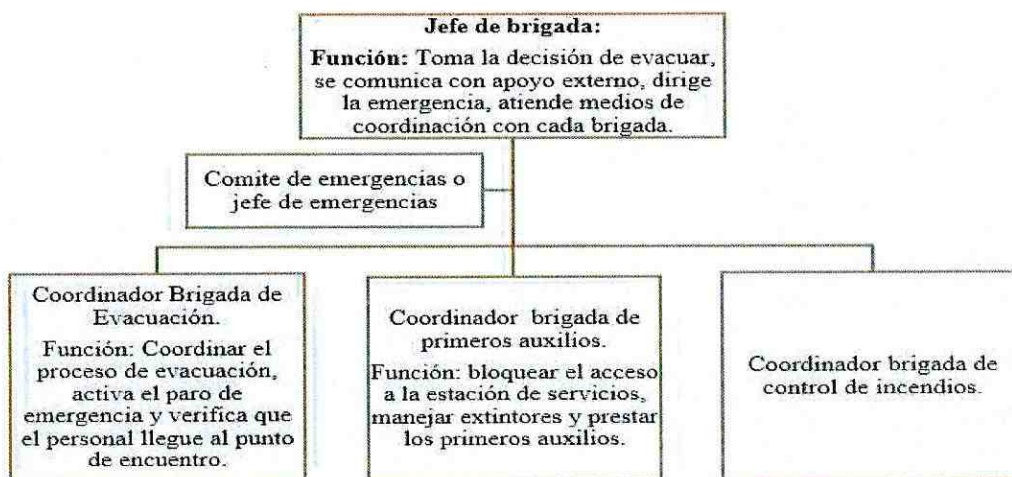 Jefe de brigada:
Función: Toma la decisión de evacuar,
se comunica con apoyo externo, dirige
la emergencia, atiende medios de
coordinación con cada brigada.
Comite de emergencias o
jefe de emergencias
Coordinador Brigada de
Evacuación.
Función: Coordinar el
proceso de evacuación,
activa el paro de
emergencia y verifica que
el personal llegue al punto
de encuentro.
Coordinador brigada de
primeros auxilios.
Función: bloquear el acceso
a la estación de servicios,
manejar extintores y prestar
los primeros auxilios.
Coordinador brigada de
control de incendios.